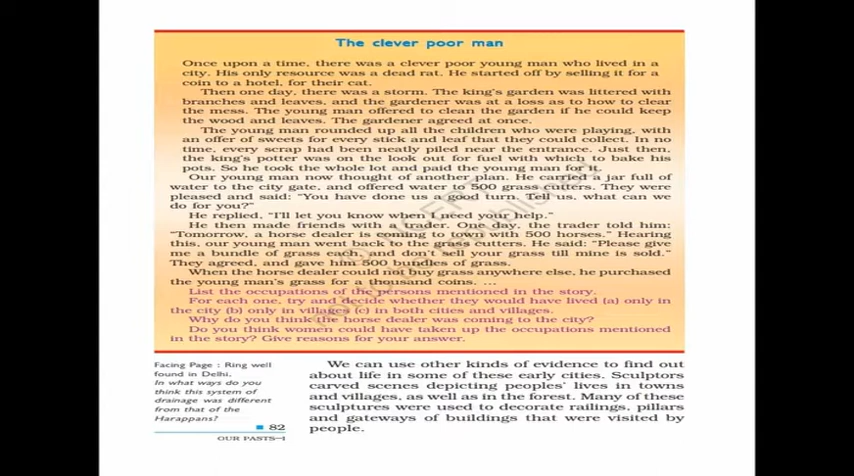 The clever poor man
Once upon a time, there was a clever poor young man who lived in a
city. His only resource was a dead rat. He started off by selling it for a
coin to a hotel, for their cat.
Then one day, there was a storm. The king's garden was littered with
branches and leaves, and the gardener was at a loss as to how to clear
the mess. The young man offered to clean the garden if he could keep
the wood and leaves. The gardener agreed at once.
The young man rounded up all the children who were playing, with
an offer of sweets for every stick and leaf that they could collect. In no
time, every scrap had been neatly piled near the entrance. Just then,
the king's potter was on the look out for fuel with which to bake his
pots. So he took the whole lot and paid the young man for it.
Our young man now thought of another plan. He carried a jar full of
water to the city gate, and offered water to 500 grass cutters. They were
pleased and said: "You have done us a good turn. Tell us, what can we
do for you?"
He replied, "I'll let you know when I need your help."
He then made friends with a trader. One day, the trader told him:
"Tomorrow, a horse dealer is coming to town with 500 horses." Hearing
this, our young man went back to the grass cutters. He said: "Please give
me a bundle of grass each, and don't sell your grass till mine is sold."
They agreed, and gave him 500 bundles of grass.
When the horse dealer could not buy grass anywhere else, he purchased
the young man's grass for a thousand coins. ...
List the occupations of the persons mentioned in the story.
For each one, try and decide whether they would have lived (a) only in
the city (b) only in villages (c) in both cities and villages.
Why do you think the horse dealer was coming to the city?
Do you think women could have taken up the occupations mentioned
in the story? Give reasons for your answer.
Facing Page : Ring well
found in Delhi.
In what ways do you
think this system of
drainage was different
from that of the
Harappans?
82
OUR PASTS–I
We can use other kinds of evidence to find out
about life in some of these early cities. Sculptors
carved scenes depicting peoples' lives in towns
and villages, as well as in the forest. Many of these
sculptures were used to decorate railings, pillars
and gateways of buildings that were visited by
people.